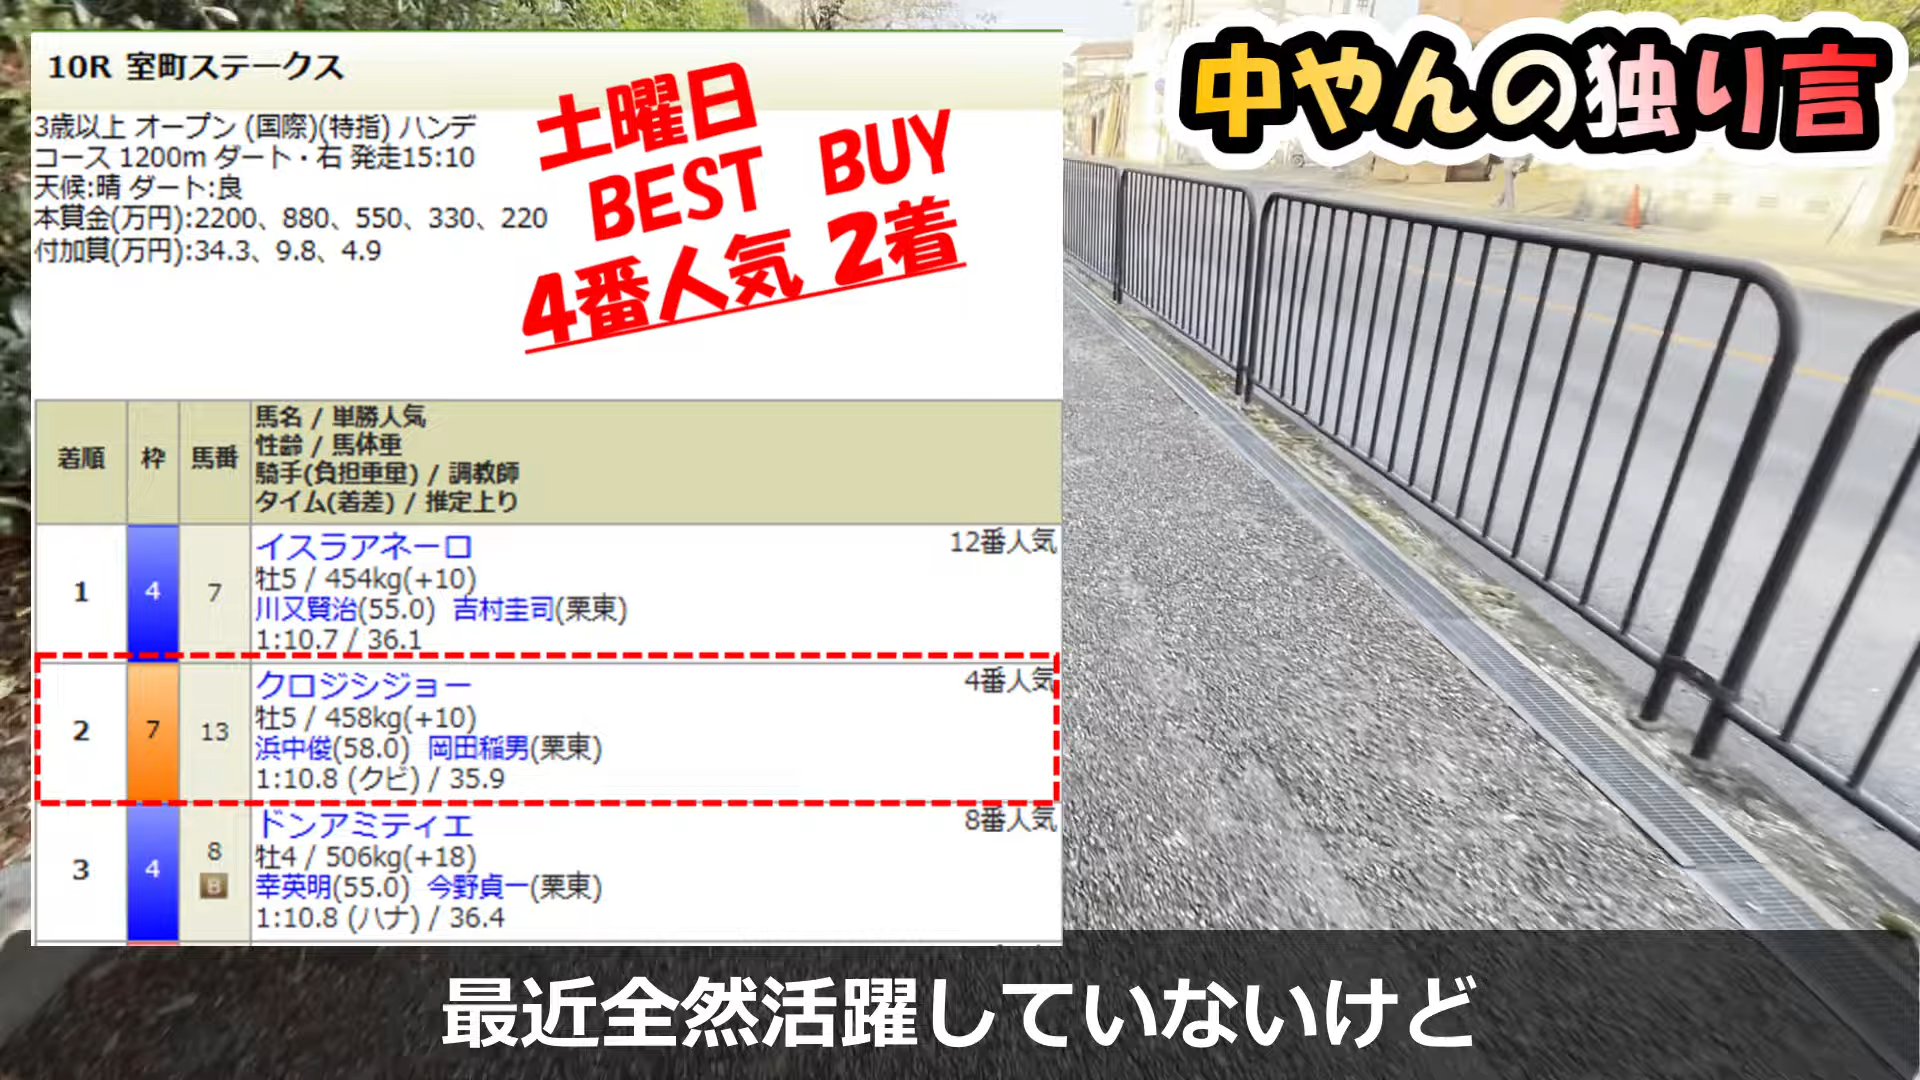 中やんの独り言
10R 室町ステークス
3歳以上 オープン (国際)(特指) ハンデ
コース 1200m ダート・右 発走15:10
天候:晴 ダート:良
本賞金(万円):2200、880、550、330、220
付加賞(万円):34.3、9.8、4.9
土曜日
BEST BUY
4番人気 2着
着順 枠 馬番
馬名 / 単勝人気
性齢 / 馬体重
騎手(負担重量) / 調教師
タイム(着差) / 推定上り
1 4 7
イスラアネーロ 12番人気
牡5 / 454kg(+10)
川又賢治(55.0) 吉村圭司(栗東)
1:10.7 / 36.1
2 7 13
クロジシジョー 4番人気
牡5 / 458kg(+10)
浜中俊(58.0) 岡田稲男(栗東)
1:10.8 (クビ) / 35.9
3 4 8 B
ドンアミティエ 8番人気
牡4 / 506kg(+18)
幸英明(55.0) 今野貞一(栗東)
1:10.8 (ハナ) / 36.4
最近全然活躍していないけど